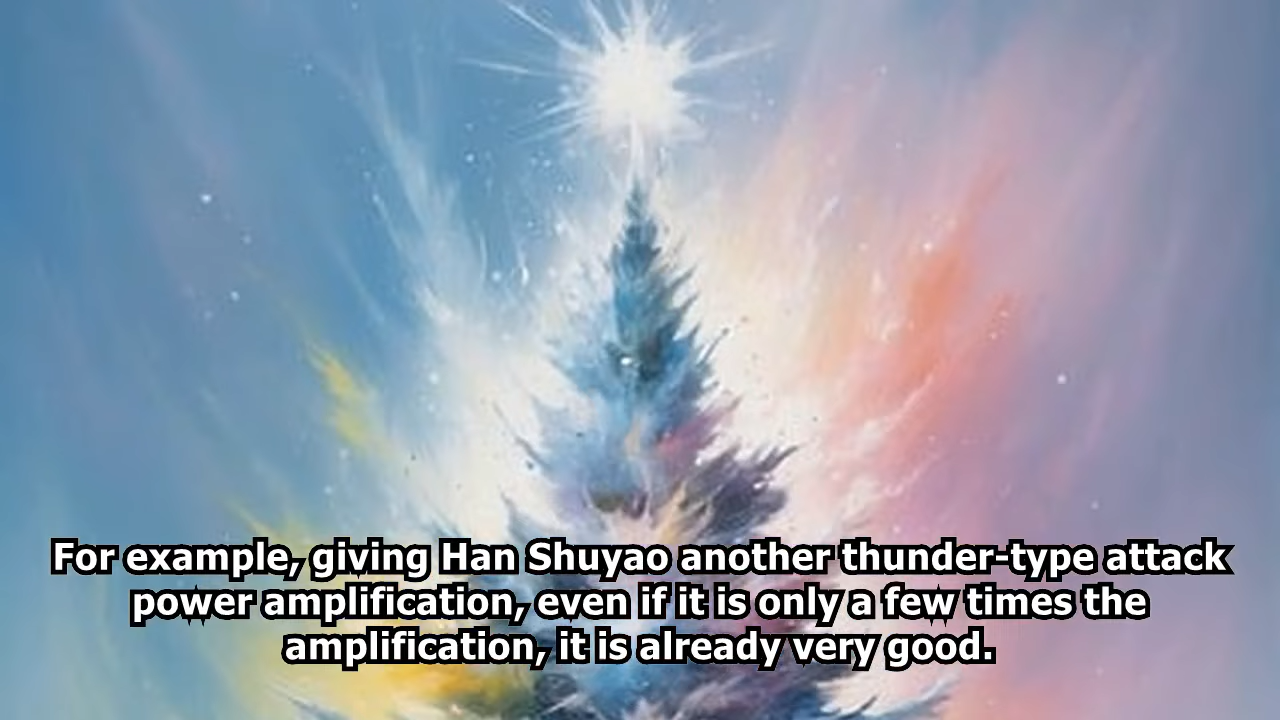 For example, giving Han Shuyao another thunder-type attack
power amplification, even if it is only a few times the
amplification, it is already very good.